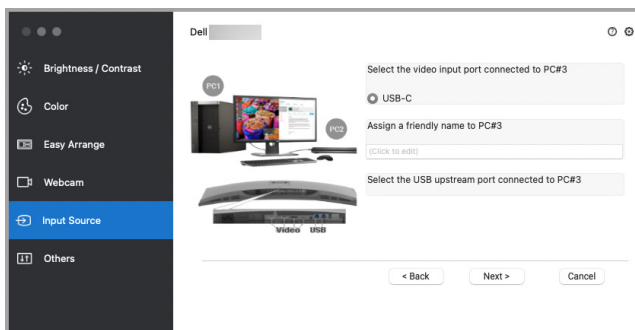 Dell
Brightness / Contrast
Color
Easy Arrange
Webcam
Input Source
Others
PC1
PC2
Video USB
Select the video input port connected to PC#3
USB-C
Assign a friendly name to PC#3
(Click to edit)
Select the USB upstream port connected to PC#3
< Back
Next >
Cancel